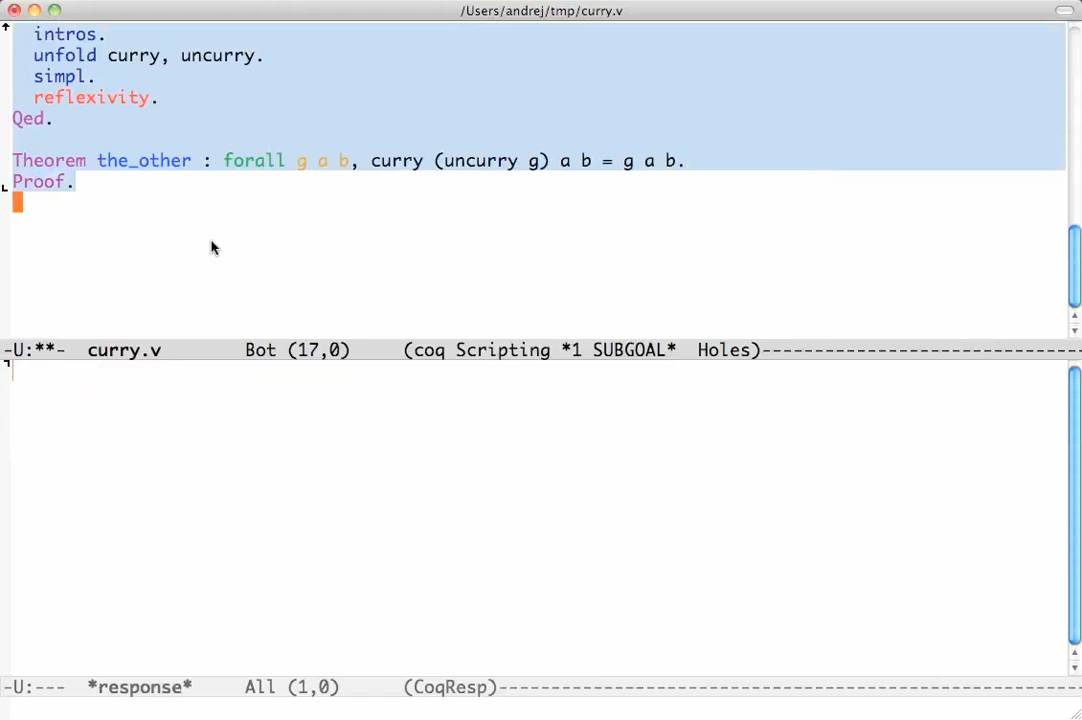 /Users/andrej/tmp/curry.v
intros.
unfold curry, uncurry.
simpl.
reflexivity.
Qed.
Theorem the_other : forall g a b, curry (uncurry g) a b = g a b.
Proof.
-U:**-  curry.v        Bot (17,0)     (coq Scripting *1 SUBGOAL*  Holes)------------------------------
-U:---  *response*     All (1,0)      (CoqResp)-------------------------------------------------------